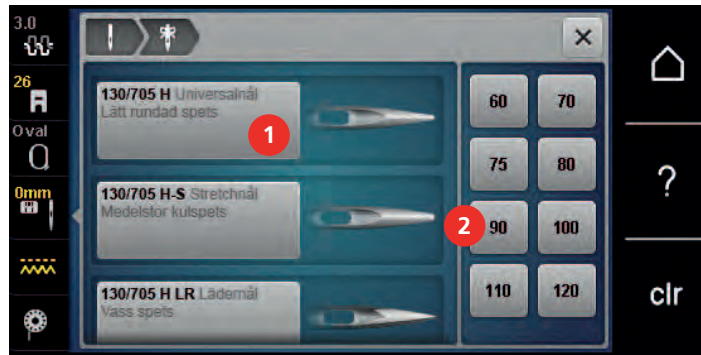 3.0
26
Oval
0mm
130/705 H Universalnål
Lätt rundad spets
1
130/705 H-S Stretchnål
Medelstor kulspets
2
130/705 H LR Lädernål
Vass spets
60 70
75 80
90 100
110 120
?
clr